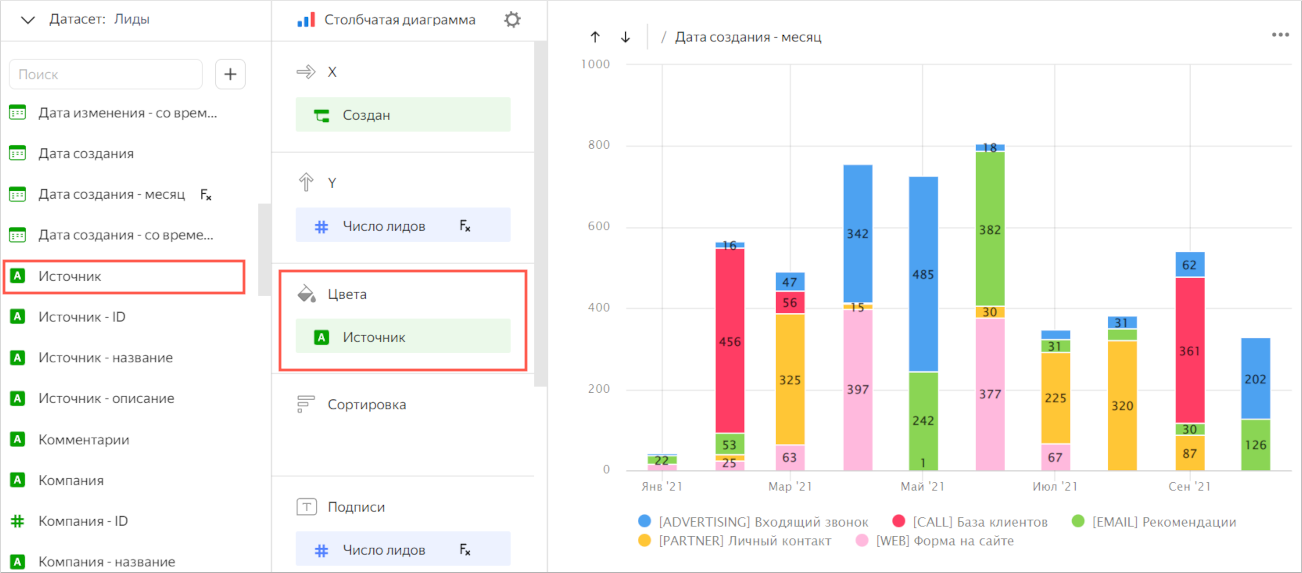 Датасет: Лиды
Поиск
+
Дата изменения - со врем...
Дата создания
Дата создания - месяц Fx
Дата создания - со време...
A Источник
A Источник - ID
A Источник - название
A Источник - описание
A Комментарии
A Компания
# Компания - ID
A Компания - название
Столбчатая диаграмма
X
Создан
Y
# Число лидов Fx
Цвета
A Источник
Сортировка
T Подписи
# Число лидов Fx
↑ ↓ / Дата создания - месяц
1000
800
600
400
200
0
22
16
456
53
25
47
56
325
63
342
15
397
485
242
1
18
382
30
377
31
225
67
31
320
62
361
30
87
202
126
Янв '21 Мар '21 Май '21 Июл '21 Сен '21
[ADVERTISING] Входящий звонок [CALL] База клиентов [EMAIL] Рекомендации
[PARTNER] Личный контакт [WEB] Форма на сайте